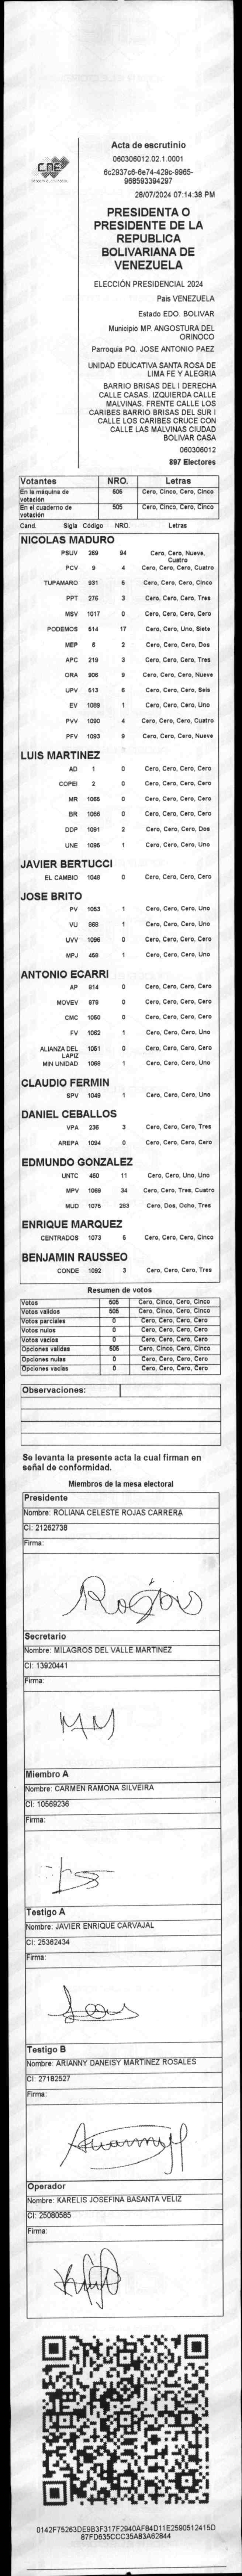 CNE
Acta de escrutinio
060306012.02.1.0001
6c2937c6-6e74-429c-9965-
968593394297
28/07/2024 07:14:38 PM
PRESIDENTA O
PRESIDENTE DE LA
REPUBLICA
BOLIVARIANA DE
VENEZUELA
ELECCIÓN PRESIDENCIAL 2024
Pais VENEZUELA
Estado EDO. BOLIVAR
Municipio MP. ANGOSTURA DEL
ORINOCO
Parroquia PQ. JOSE ANTONIO PAEZ
UNIDAD EDUCATIVA SANTA ROSA DE
LIMA FE Y ALEGRIA
BARRIO BRISAS DEL I DERECHA
CALLE CASAS. IZQUIERDA CALLE
MALVINAS. FRENTE CALLE LOS
CARIBES BARRIO BRISAS DEL SUR I
CALLE LOS CARIBES CRUCE CON
CALLE LAS MALVINAS CIUDAD
BOLIVAR CASA
060306012
897 Electores
Votantes NRO. Letras
En la máquina de votación 505 Cero, Cinco, Cero, Cinco
En el cuaderno de votación 505 Cero, Cinco, Cero, Cinco
Cand. Sigla Código NRO. Letras
NICOLAS MADURO
PSUV 269 94 Cero, Cero, Nueve, Cuatro
PCV 9 4 Cero, Cero, Cero, Cuatro
TUPAMARO 931 5 Cero, Cero, Cero, Cinco
PPT 276 3 Cero, Cero, Cero, Tres
MSV 1017 0 Cero, Cero, Cero, Cero
PODEMOS 514 17 Cero, Cero, Uno, Siete
MEP 6 2 Cero, Cero, Cero, Dos
APC 219 3 Cero, Cero, Cero, Tres
ORA 906 9 Cero, Cero, Cero, Nueve
UPV 513 6 Cero, Cero, Cero, Seis
EV 1089 1 Cero, Cero, Cero, Uno
PVV 1090 4 Cero, Cero, Cero, Cuatro
PFV 1093 9 Cero, Cero, Cero, Nueve
LUIS MARTINEZ
AD 1 0 Cero, Cero, Cero, Cero
COPEI 2 0 Cero, Cero, Cero, Cero
MR 1065 0 Cero, Cero, Cero, Cero
BR 1066 0 Cero, Cero, Cero, Cero
DDP 1091 2 Cero, Cero, Cero, Dos
UNE 1095 1 Cero, Cero, Cero, Uno
JAVIER BERTUCCI
EL CAMBIO 1048 0 Cero, Cero, Cero, Cero
JOSE BRITO
PV 1053 1 Cero, Cero, Cero, Uno
VU 968 1 Cero, Cero, Cero, Uno
UVV 1096 0 Cero, Cero, Cero, Cero
MPJ 458 1 Cero, Cero, Cero, Uno
ANTONIO ECARRI
AP 914 0 Cero, Cero, Cero, Cero
MOVEV 979 0 Cero, Cero, Cero, Cero
CMC 1050 0 Cero, Cero, Cero, Cero
FV 1062 1 Cero, Cero, Cero, Uno
ALIANZA DEL LAPIZ 1051 0 Cero, Cero, Cero, Cero
MIN UNIDAD 1068 1 Cero, Cero, Cero, Uno
CLAUDIO FERMIN
SPV 1049 1 Cero, Cero, Cero, Uno
DANIEL CEBALLOS
VPA 236 3 Cero, Cero, Cero, Tres
AREPA 1094 0 Cero, Cero, Cero, Cero
EDMUNDO GONZALEZ
UNTC 460 11 Cero, Cero, Uno, Uno
MPV 1069 34 Cero, Cero, Tres, Cuatro
MUD 1075 283 Cero, Dos, Ocho, Tres
ENRIQUE MARQUEZ
CENTRADOS 1073 5 Cero, Cero, Cero, Cinco
BENJAMIN RAUSSEO
CONDE 1092 3 Cero, Cero, Cero, Tres
Resumen de votos
Votos 505 Cero, Cinco, Cero, Cinco
Votos validos 505 Cero, Cinco, Cero, Cinco
Votos parciales 0 Cero, Cero, Cero, Cero
Votos nulos 0 Cero, Cero, Cero, Cero
Votos vacios 0 Cero, Cero, Cero, Cero
Opciones validas 505 Cero, Cinco, Cero, Cinco
Opciones nulas 0 Cero, Cero, Cero, Cero
Opciones vacias 0 Cero, Cero, Cero, Cero
Observaciones:
Se levanta la presente acta la cual firman en
señal de conformidad.
Miembros de la mesa electoral
Presidente
Nombre: ROLIANA CELESTE ROJAS CARRERA
CI: 21262738
Firma:
Secretario
Nombre: MILAGROS DEL VALLE MARTINEZ
CI: 13920441
Firma:
Miembro A
Nombre: CARMEN RAMONA SILVEIRA
CI: 10569236
Firma:
Testigo A
Nombre: JAVIER ENRIQUE CARVAJAL
CI: 25362434
Firma:
Testigo B
Nombre: ARIANNY DANEISY MARTINEZ ROSALES
CI: 27182527
Firma:
Operador
Nombre: KARELIS JOSEFINA BASANTA VELIZ
CI: 25080565
Firma:
0142F75263DE9B3F317F2940AFB4D11E2590512415D
87FD635CCC35A83A62844